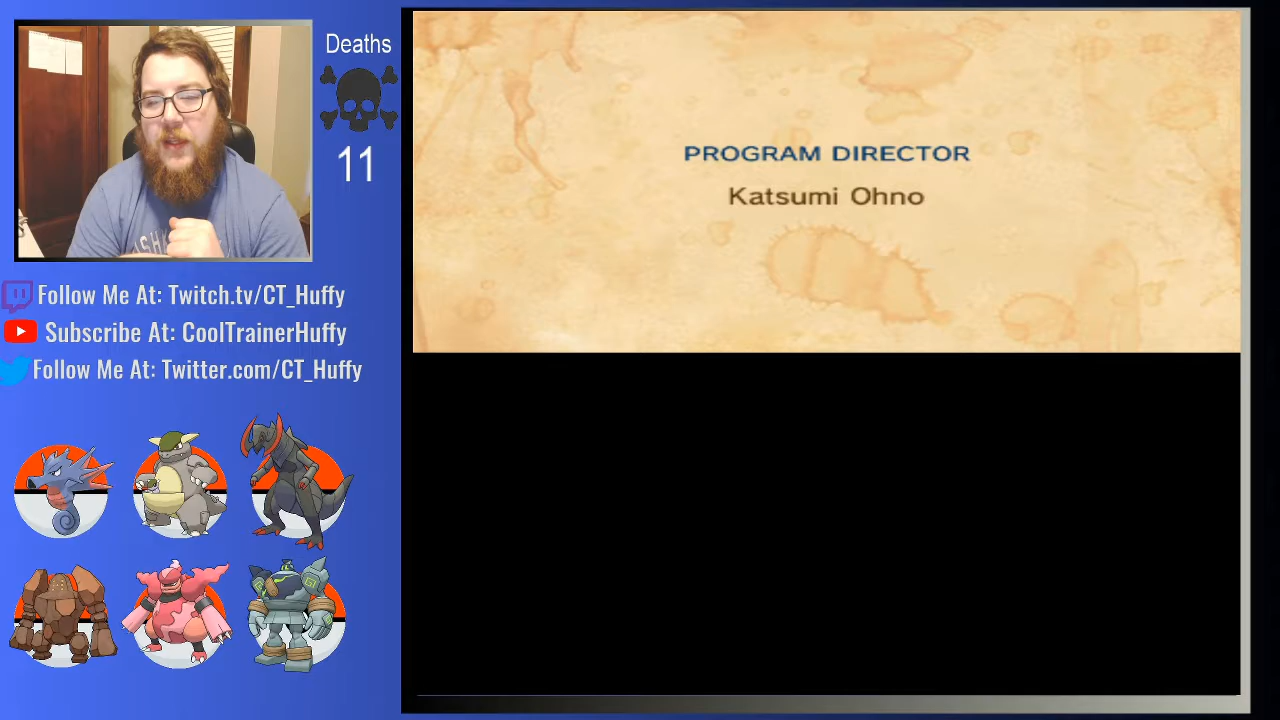 Deaths
11
PROGRAM DIRECTOR
Katsumi Ohno
Follow Me At: Twitch.tv/CT_Huffy
Subscribe At: CoolTrainerHuffy
Follow Me At: Twitter.com/CT_Huffy